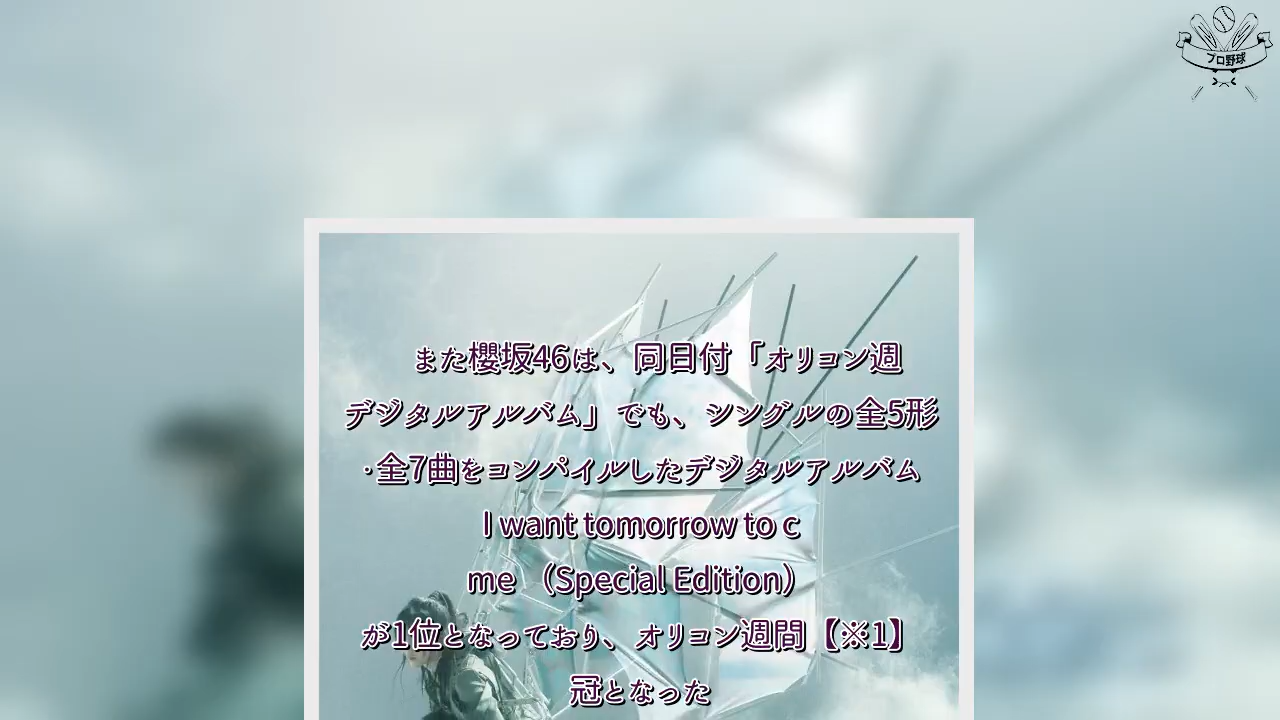 プロ野球
また櫻坂46は、同日付「オリコン週
デジタルアルバム」でも、シングルの全5形
・全7曲をコンパイルしたデジタルアルバム
I want tomorrow to c
me （Special Edition）
が1位となっており、オリコン週間【※1】
冠となった